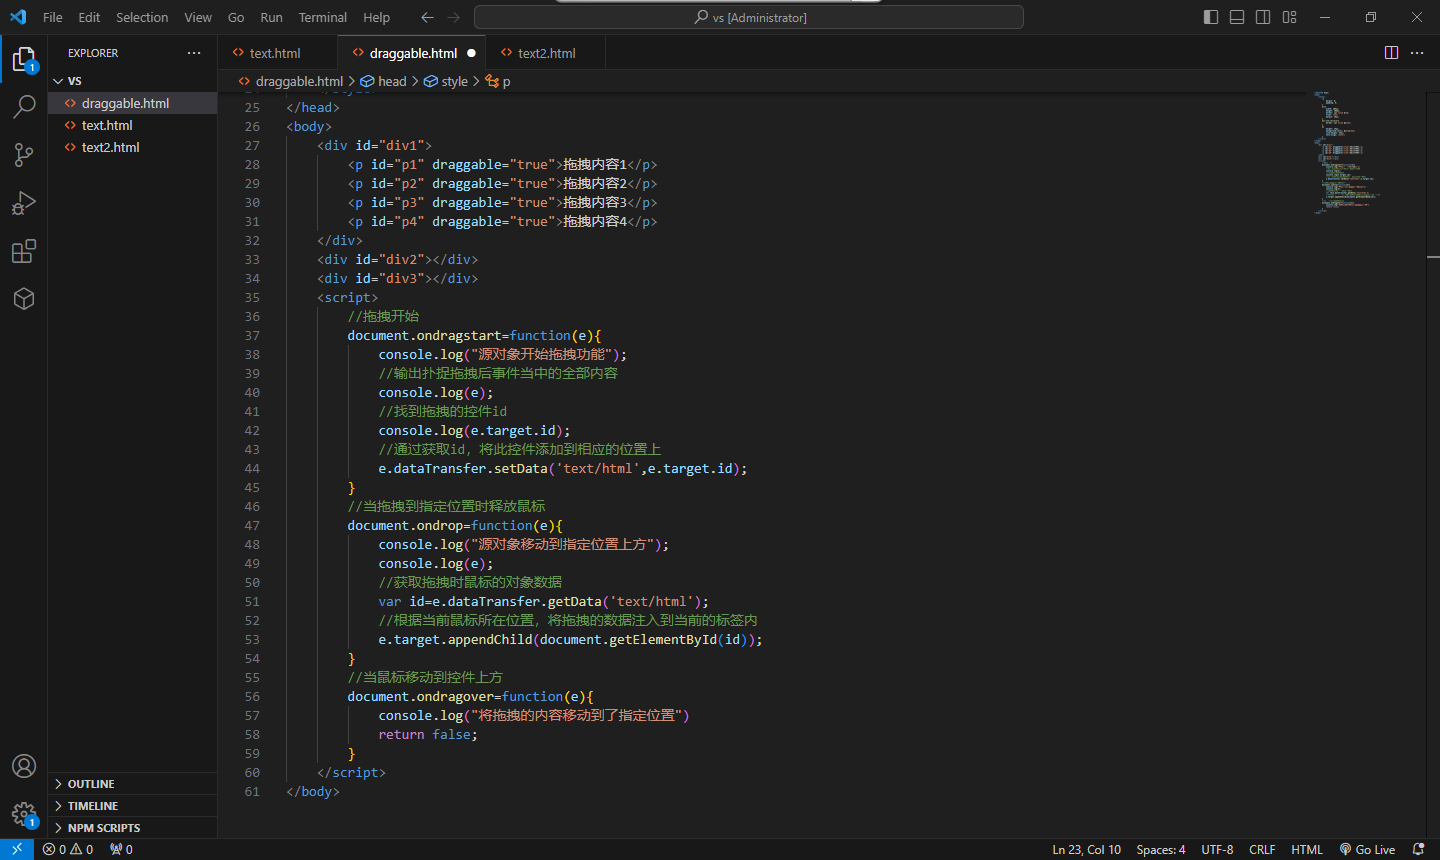 File Edit Selection View Go Run Terminal Help
vs [Administrator]
EXPLORER
text.html
draggable.html
text2.html
VS
draggable.html > head > style > p
draggable.html
text.html
text2.html
25 </head>
26 <body>
27 <div id="div1">
28 <p id="p1" draggable="true">拖拽内容1</p>
29 <p id="p2" draggable="true">拖拽内容2</p>
30 <p id="p3" draggable="true">拖拽内容3</p>
31 <p id="p4" draggable="true">拖拽内容4</p>
32 </div>
33 <div id="div2"></div>
34 <div id="div3"></div>
35 <script>
36 //拖拽开始
37 document.ondragstart=function(e){
38 console.log("源对象开始拖拽功能");
39 //输出扑捉拖拽后事件当中的全部内容
40 console.log(e);
41 //找到拖拽的控件id
42 console.log(e.target.id);
43 //通过获取id，将此控件添加到相应的位置上
44 e.dataTransfer.setData('text/html',e.target.id);
45 }
46 //当拖拽到指定位置时释放鼠标
47 document.ondrop=function(e){
48 console.log("源对象移动到指定位置上方");
49 console.log(e);
50 //获取拖拽时鼠标的对象数据
51 var id=e.dataTransfer.getData('text/html');
52 //根据当前鼠标所在位置，将拖拽的数据注入到当前的标签内
53 e.target.appendChild(document.getElementById(id));
54 }
55 //当鼠标移动到控件上方
56 document.ondragover=function(e){
57 console.log("将拖拽的内容移动到了指定位置")
58 return false;
59 }
60 </script>
61 </body>
1
1
OUTLINE
TIMELINE
NPM SCRIPTS
0 0 0
Ln 23, Col 10 Spaces: 4 UTF-8 CRLF HTML Go Live